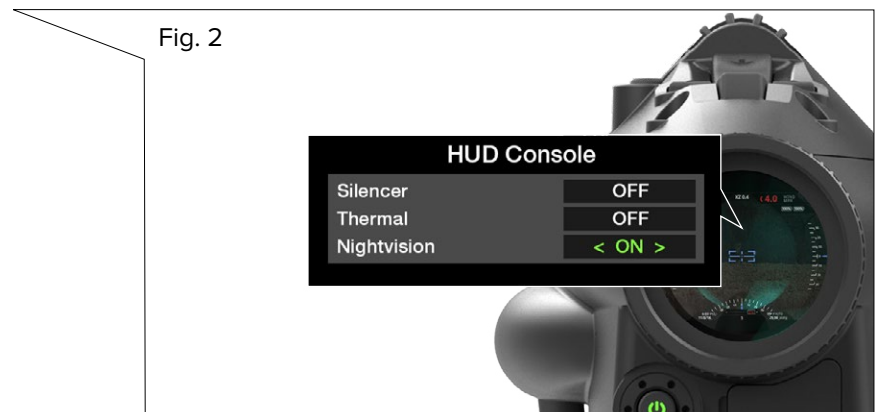 Fig. 2
HUD Console
Silencer OFF
Thermal OFF
Nightvision < ON >